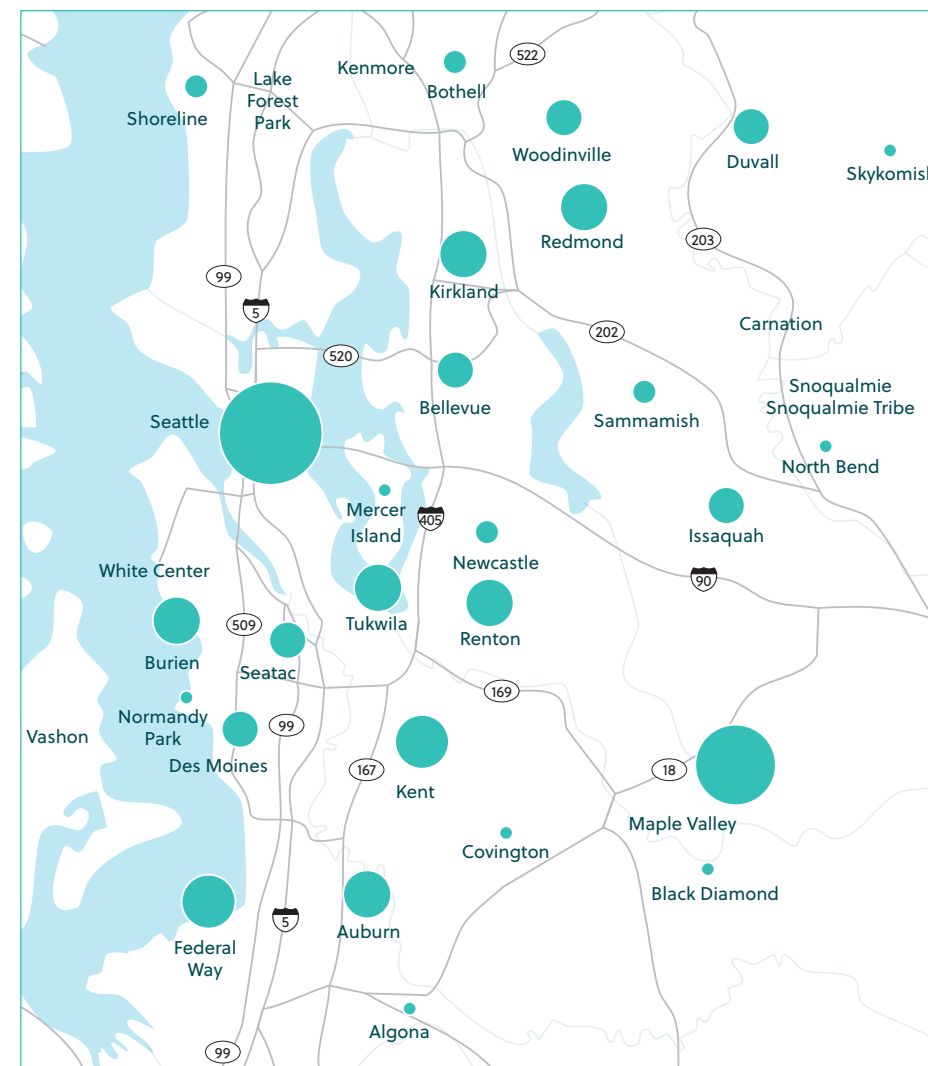 522
Kenmore
Bothell
Lake
Forest
Park
Shoreline
Woodinville
Duvall
Skykomish
Redmond
203
99
Kirkland
5
Carnation
202
520
Snoqualmie
Snoqualmie Tribe
Bellevue
Sammamish
Seattle
North Bend
Mercer
Island
405
Issaquah
Newcastle
White Center
90
Tukwila
509
Renton
Burien
Seatac
169
Normandy
Park
99
Vashon
Des Moines
167
18
Kent
Maple Valley
Covington
Black Diamond
5
Auburn
Federal
Way
Algona
99